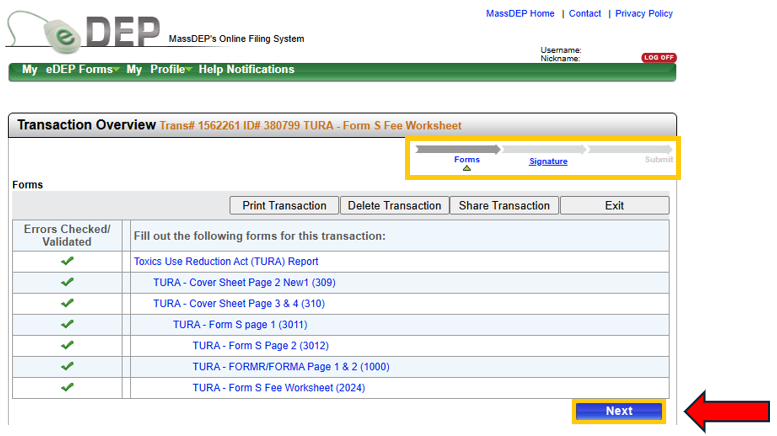 MassDEP Home | Contact | Privacy Policy
eDEP MassDEP's Online Filing System
Username:
Nickname:
LOG OFF
My eDEP Forms My Profile Help Notifications
Transaction Overview Trans# 1562261 ID# 380799 TURA - Form S Fee Worksheet
Forms Signature Submit
Forms
Print Transaction Delete Transaction Share Transaction Exit
Errors Checked/
Validated
Fill out the following forms for this transaction:
Toxics Use Reduction Act (TURA) Report
TURA - Cover Sheet Page 2 New1 (309)
TURA - Cover Sheet Page 3 & 4 (310)
TURA - Form S page 1 (3011)
TURA - Form S Page 2 (3012)
TURA - FORMR/FORMA Page 1 & 2 (1000)
TURA - Form S Fee Worksheet (2024)
Next